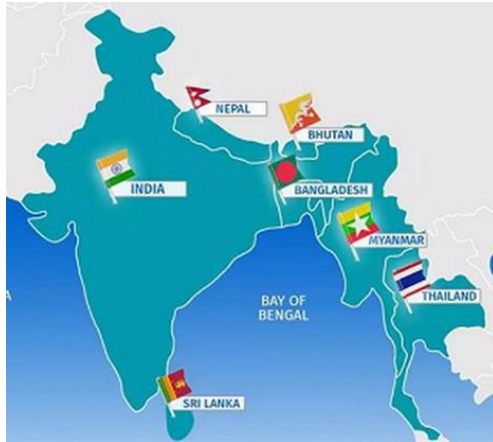 NEPAL
BHUTAN
INDIA
BANGLADESH
MYANMAR
THAILAND
BAY OF
BENGAL
SRI LANKA